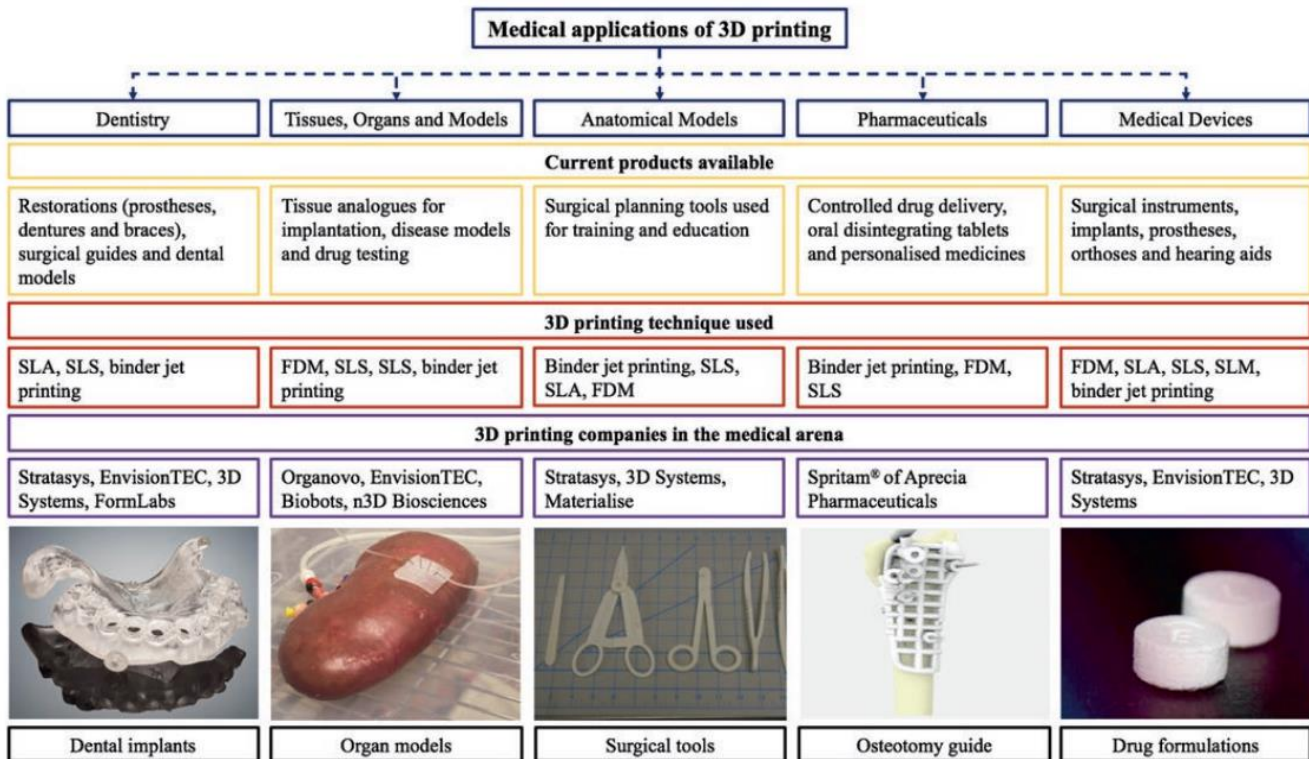 Medical applications of 3D printing
Dentistry
Tissues, Organs and Models
Anatomical Models
Pharmaceuticals
Medical Devices
Current products available
Restorations (prostheses,
dentures and braces),
surgical guides and dental
models
Tissue analogues for
implantation, disease models
and drug testing
Surgical planning tools used
for training and education
Controlled drug delivery,
oral disintegrating tablets
and personalised medicines
Surgical instruments,
implants, prostheses,
orthoses and hearing aids
3D printing technique used
SLA, SLS, binder jet
printing
FDM, SLS, SLS, binder jet
printing
Binder jet printing, SLS,
SLA, FDM
Binder jet printing, FDM,
SLS
FDM, SLA, SLS, SLM,
binder jet printing
3D printing companies in the medical arena
Stratasys, EnvisionTEC, 3D
Systems, FormLabs
Organovo, EnvisionTEC,
Biobots, n3D Biosciences
Stratasys, 3D Systems,
Materialise
Spritam® of Aprecia
Pharmaceuticals
Stratasys, EnvisionTEC, 3D
Systems
Dental implants
Organ models
Surgical tools
Osteotomy guide
Drug formulations